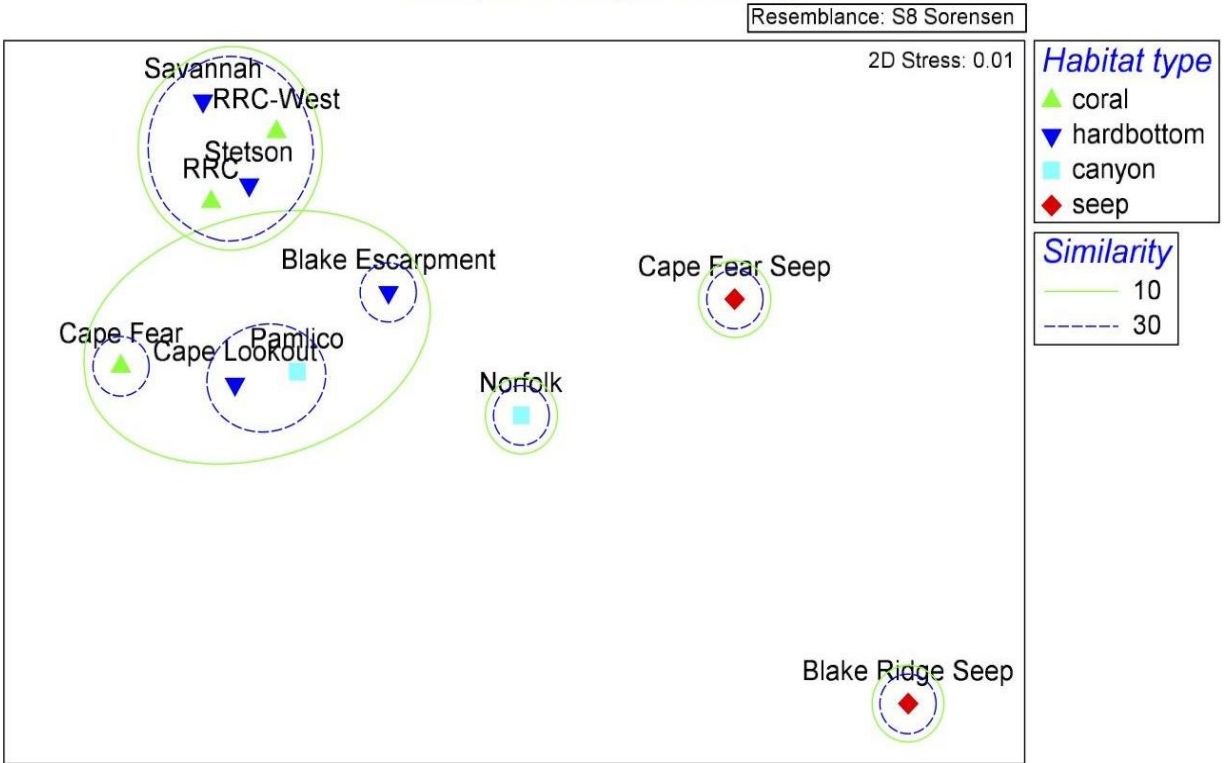 Resemblance: S8 Sorensen
2D Stress: 0.01
Savannah
RRC-West
Stetson
RRC
Blake Escarpment
Cape Fear
Pamlico
Cape Lookout
Norfolk
Cape Fear Seep
Blake Ridge Seep
Habitat type
coral
hardbottom
canyon
seep
Similarity
10
30